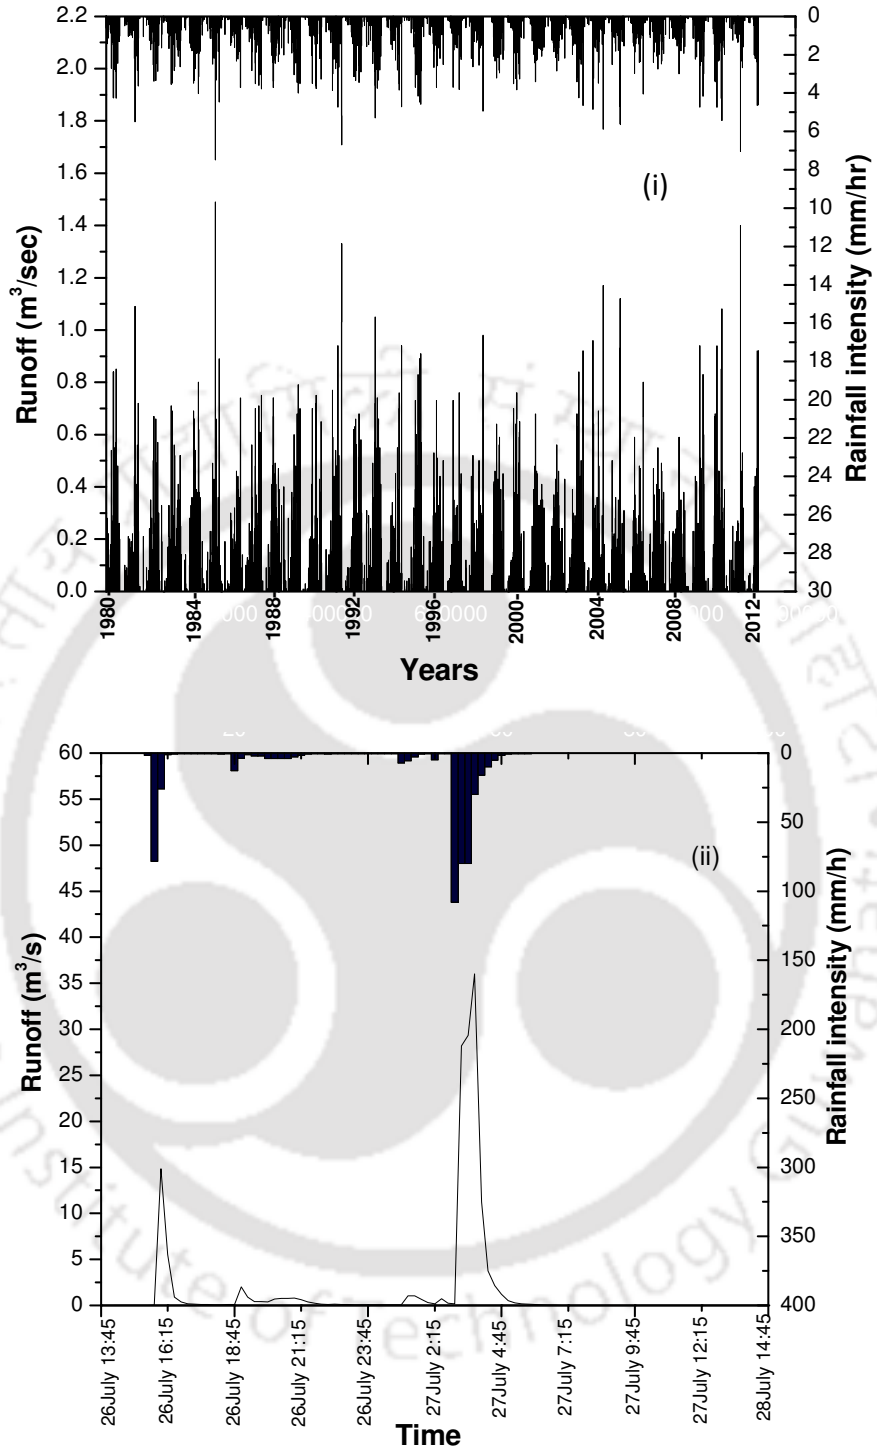 2.2
2.0
1.8
1.6
1.4
1.2
1.0
0.8
0.6
0.4
0.2
0.0
Runoff (m³/sec)
0
2
4
6
8
10
12
14
16
18
20
22
24
26
28
30
Rainfall intensity (mm/hr)
(i)
1980
1984
1988
1992
1996
2000
2004
2008
2012
Years
60
55
50
45
40
35
30
25
20
15
10
5
0
Runoff (m³/s)
0
50
100
150
200
250
300
350
400
Rainfall intensity (mm/h)
(ii)
26July 13:45
26July 16:15
26July 18:45
26July 21:15
26July 23:45
27July 2:15
27July 4:45
27July 7:15
27July 9:45
27July 12:15
28July 14:45
Time
Institute of Technology Guwahati